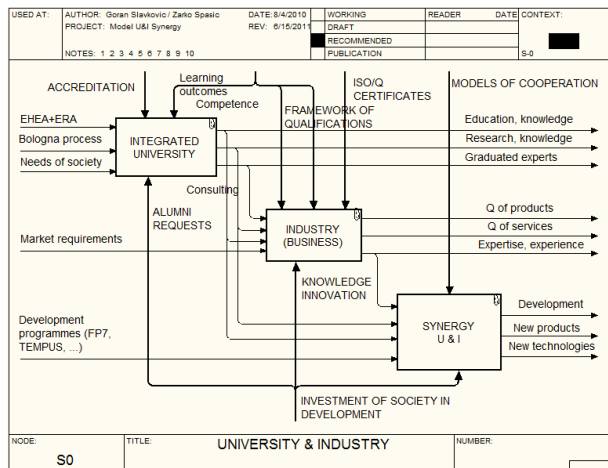 USED AT:
AUTHOR: Goran Slavkovic / Zarko Spasic
DATE: 8/4/2010
WORKING
READER
DATE
CONTEXT:
PROJECT: Model U&I Synergy
REV: 6/15/2011
DRAFT
RECOMMENDED
NOTES: 1 2 3 4 5 6 7 8 9 10
PUBLICATION
S-0
ACCREDITATION
Learning
outcomes
Competence
FRAMEWORK OF
QUALIFICATIONS
ISO/Q
CERTIFICATES
MODELS OF COOPERATION
EHEA+ERA
Bologna process
Needs of society
INTEGRATED
UNIVERSITY
Education, knowledge
Research, knowledge
Graduated experts
Consulting
ALUMNI
REQUESTS
Market requirements
INDUSTRY
(BUSINESS)
Q of products
Q of services
Expertise, experience
KNOWLEDGE
INNOVATION
Development
programmes (FP7,
TEMPUS, ...)
SYNERGY
U & I
Development
New products
New technologies
INVESTMENT OF SOCIETY IN
DEVELOPMENT
NODE:
S0
TITLE:
UNIVERSITY & INDUSTRY
NUMBER: